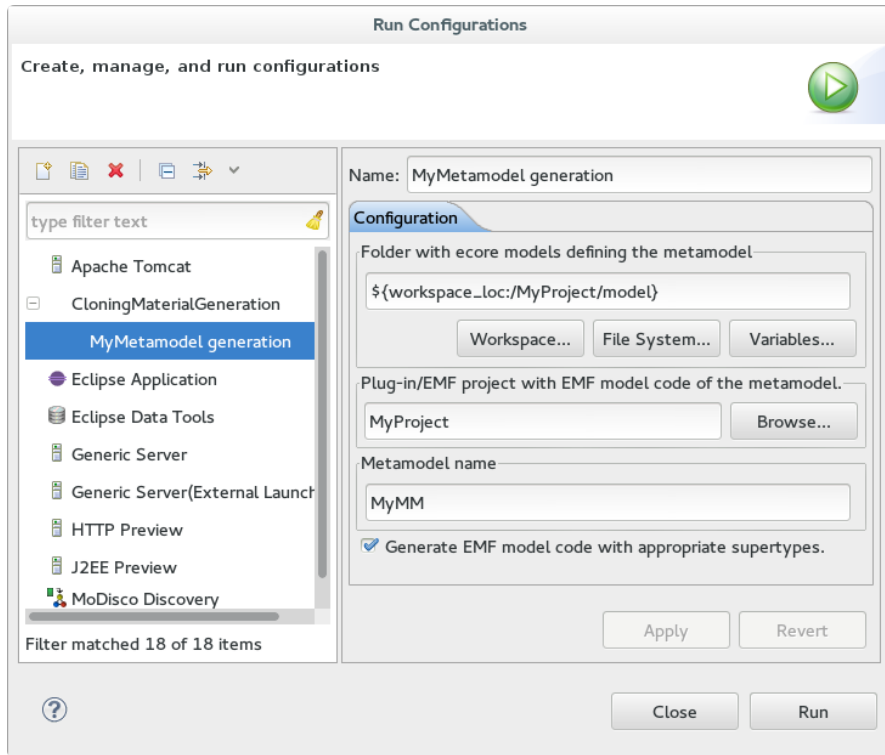 Run Configurations
Create, manage, and run configurations
type filter text
Apache Tomcat
CloningMaterialGeneration
MyMetamodel generation
Eclipse Application
Eclipse Data Tools
Generic Server
Generic Server(External Launch
HTTP Preview
J2EE Preview
MoDisco Discovery
Filter matched 18 of 18 items
Name: MyMetamodel generation
Configuration
Folder with ecore models defining the metamodel
${workspace_loc:/MyProject/model}
Workspace... File System... Variables...
Plug-in/EMF project with EMF model code of the metamodel.
MyProject Browse...
Metamodel name
MyMM
Generate EMF model code with appropriate supertypes.
Apply Revert
? Close Run